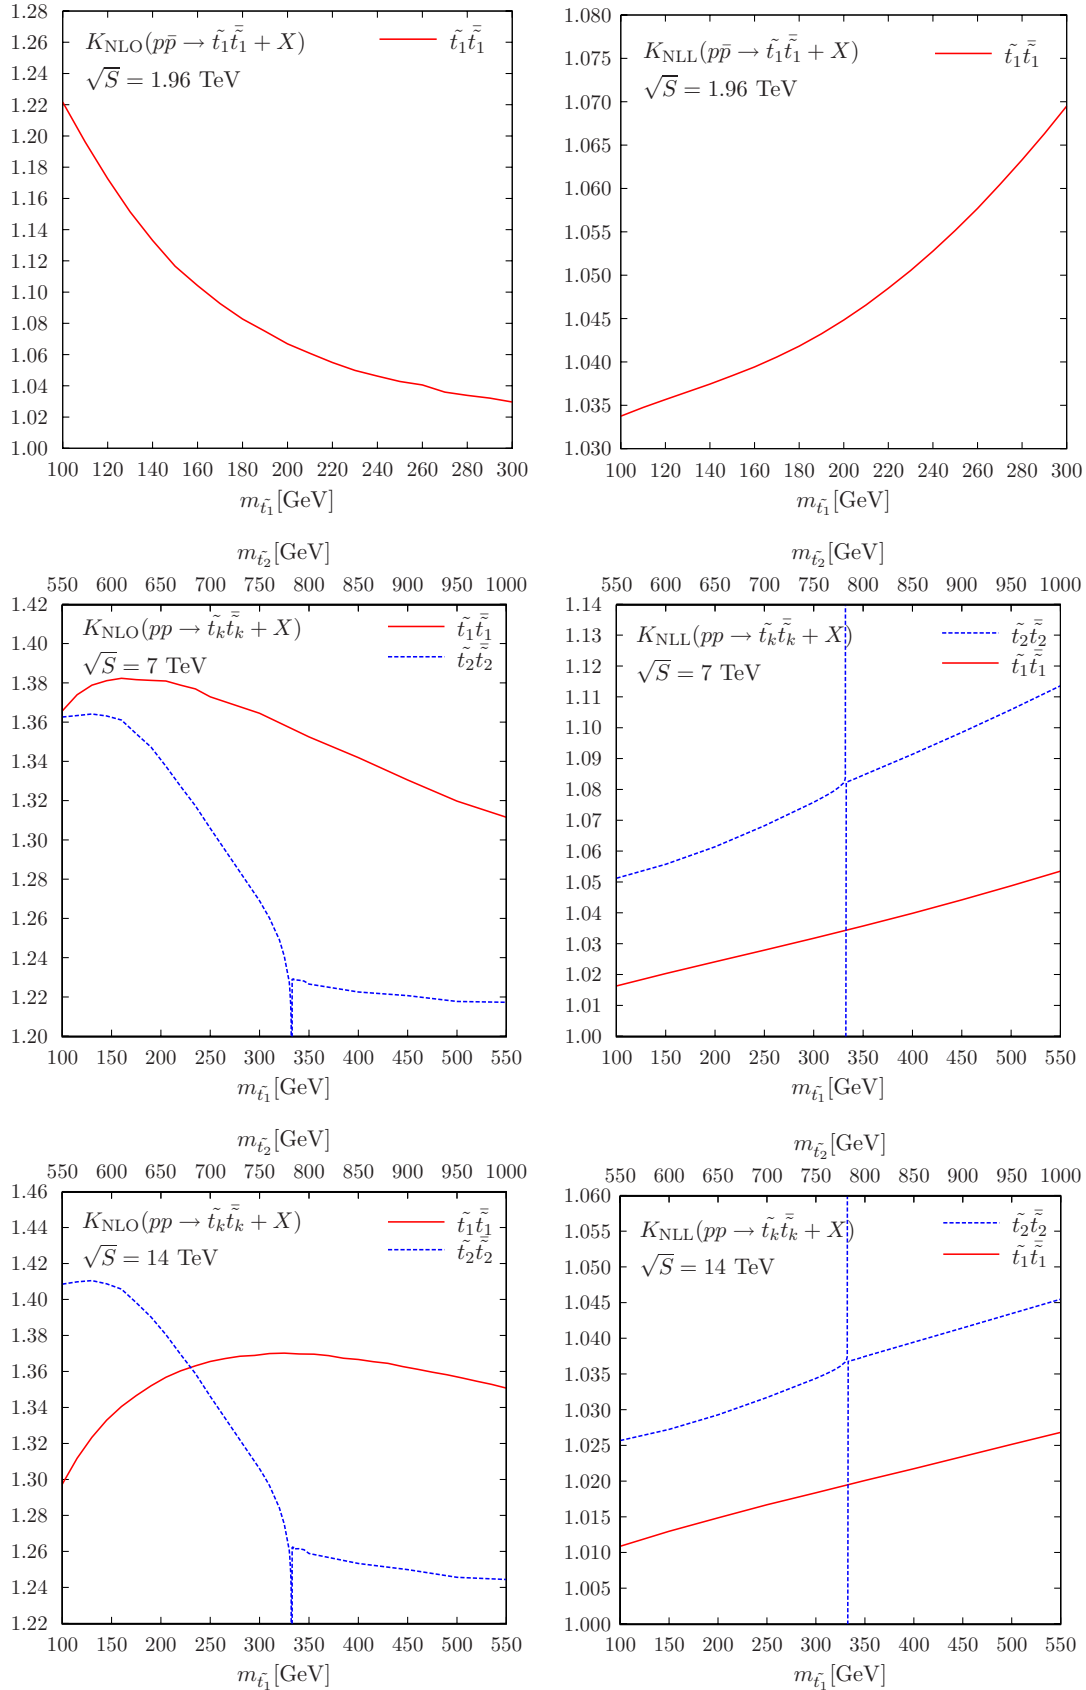 K_NLO(pp̄ → t̃₁t̃̄₁ + X)
√S = 1.96 TeV
t̃₁t̃̄₁
1.28
1.26
1.24
1.22
1.20
1.18
1.16
1.14
1.12
1.10
1.08
1.06
1.04
1.02
1.00
100 120 140 160 180 200 220 240 260 280 300
m_t̃₁[GeV]
K_NLL(pp̄ → t̃₁t̃̄₁ + X)
√S = 1.96 TeV
t̃₁t̃̄₁
1.080
1.075
1.070
1.065
1.060
1.055
1.050
1.045
1.040
1.035
1.030
100 120 140 160 180 200 220 240 260 280 300
m_t̃₁[GeV]
m_t̃₂[GeV]
550 600 650 700 750 800 850 900 950 1000
K_NLO(pp → t̃ₖt̃̄ₖ + X)
√S = 7 TeV
t̃₁t̃̄₁
t̃₂t̃̄₂
1.42
1.40
1.38
1.36
1.34
1.32
1.30
1.28
1.26
1.24
1.22
1.20
100 150 200 250 300 350 400 450 500 550
m_t̃₁[GeV]
m_t̃₂[GeV]
550 600 650 700 750 800 850 900 950 1000
K_NLL(pp → t̃ₖt̃̄ₖ + X)
√S = 7 TeV
t̃₂t̃̄₂
t̃₁t̃̄₁
1.14
1.13
1.12
1.11
1.10
1.09
1.08
1.07
1.06
1.05
1.04
1.03
1.02
1.01
1.00
100 150 200 250 300 350 400 450 500 550
m_t̃₁[GeV]
m_t̃₂[GeV]
550 600 650 700 750 800 850 900 950 1000
K_NLO(pp → t̃ₖt̃̄ₖ + X)
√S = 14 TeV
t̃₁t̃̄₁
t̃₂t̃̄₂
1.46
1.44
1.42
1.40
1.38
1.36
1.34
1.32
1.30
1.28
1.26
1.24
1.22
100 150 200 250 300 350 400 450 500 550
m_t̃₁[GeV]
m_t̃₂[GeV]
550 600 650 700 750 800 850 900 950 1000
K_NLL(pp → t̃ₖt̃̄ₖ + X)
√S = 14 TeV
t̃₂t̃̄₂
t̃₁t̃̄₁
1.060
1.055
1.050
1.045
1.040
1.035
1.030
1.025
1.020
1.015
1.010
1.005
1.000
100 150 200 250 300 350 400 450 500 550
m_t̃₁[GeV]